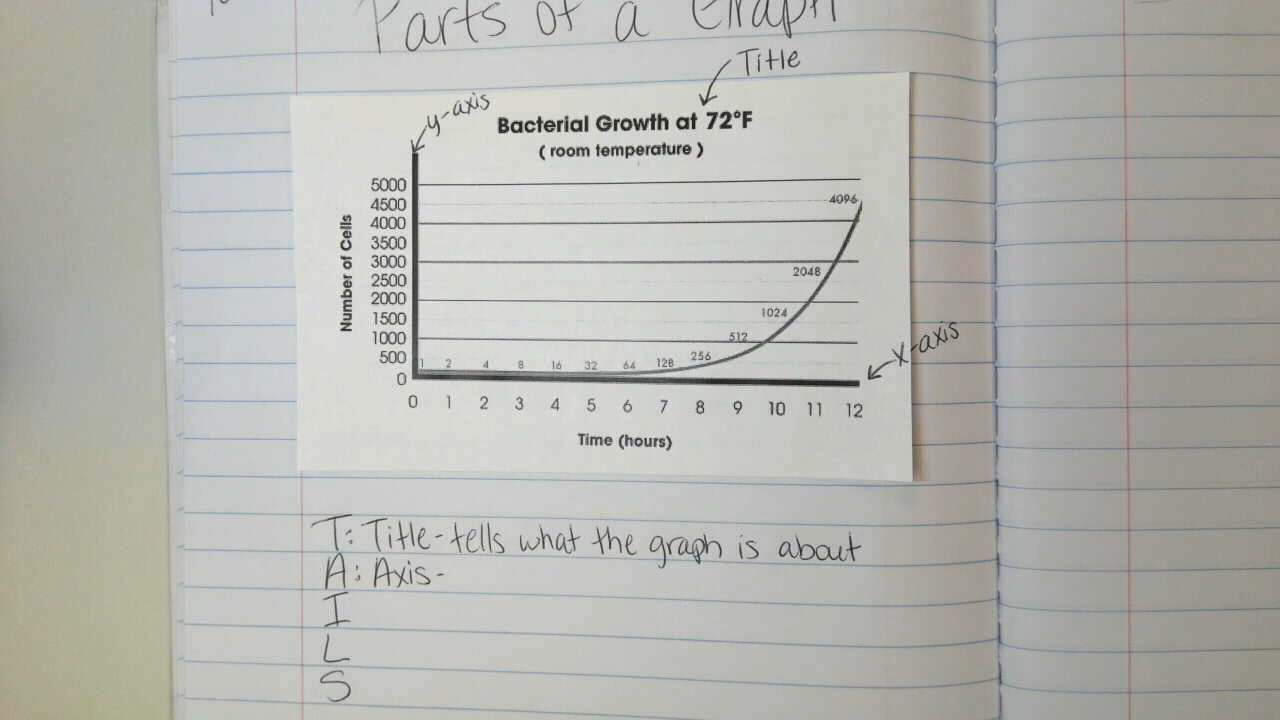 Parts of a Graph
Title
y-axis
Bacterial Growth at 72°F
( room temperature )
Number of Cells
5000
4500
4000
3500
3000
2500
2000
1500
1000
500
0
1 2 4 8 16 32 64 128 256 512 1024 2048 4096
x-axis
0 1 2 3 4 5 6 7 8 9 10 11 12
Time (hours)
T: Title- tells what the graph is about
A: Axis-
I
L
S